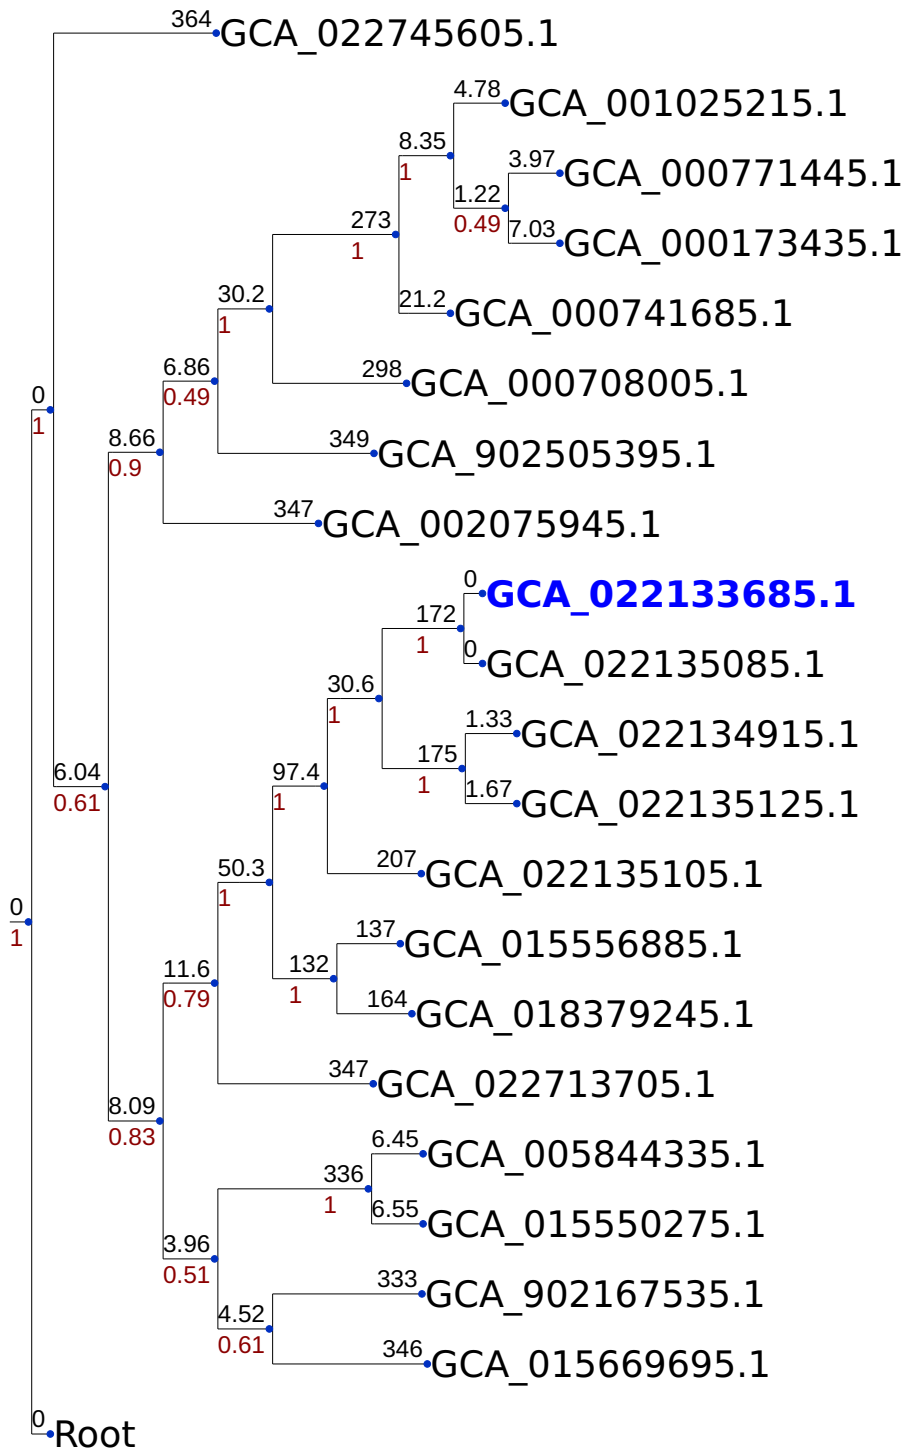 364 GCA_022745605.1
4.78 GCA_001025215.1
8.35
1
3.97 GCA_000771445.1
1.22
0.49
7.03 GCA_000173435.1
273
1
21.2 GCA_000741685.1
30.2
1
298 GCA_000708005.1
6.86
0.49
0
1
8.66
0.9
349 GCA_902505395.1
347 GCA_002075945.1
0 GCA_022133685.1
172
1
0 GCA_022135085.1
30.6
1
1.33 GCA_022134915.1
175
1
1.67 GCA_022135125.1
97.4
1
6.04
0.61
207 GCA_022135105.1
50.3
1
0
1
137 GCA_015556885.1
132
1
11.6
0.79
164 GCA_018379245.1
347 GCA_022713705.1
8.09
0.83
6.45 GCA_005844335.1
336
1
6.55 GCA_015550275.1
3.96
0.51
333 GCA_902167535.1
4.52
0.61
346 GCA_015669695.1
0 Root